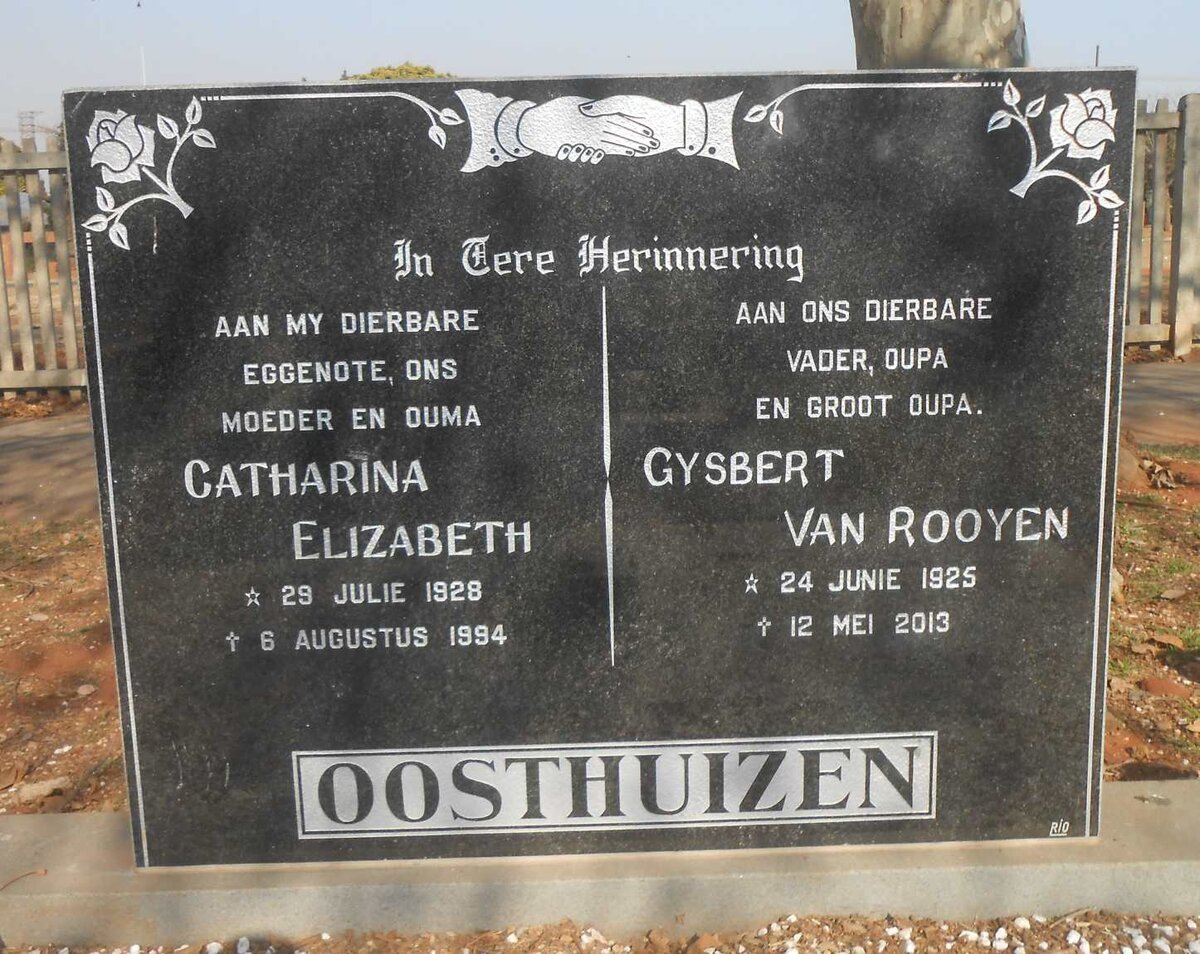 In Tere Herinnering
AAN MY DIERBARE
EGGENOTE, ONS
MOEDER EN OUMA
CATHARINA
ELIZABETH
☆ 29 JULIE 1928
✝ 6 AUGUSTUS 1994
AAN ONS DIERBARE
VADER, OUPA
EN GROOT OUPA.
GYSBERT
VAN ROOYEN
☆ 24 JUNIE 1925
✝ 12 MEI 2013
OOSTHUIZEN
RIO